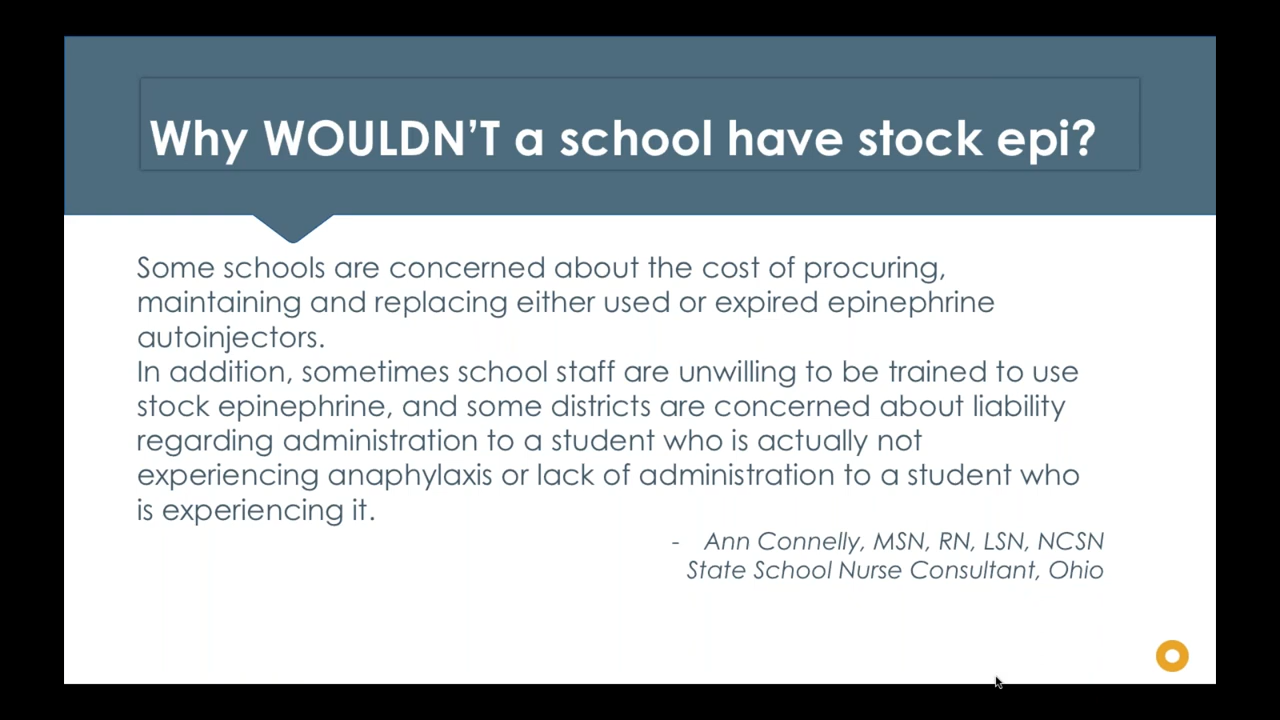 Why WOULDN'T a school have stock epi?
Some schools are concerned about the cost of procuring,
maintaining and replacing either used or expired epinephrine
autoinjectors.
In addition, sometimes school staff are unwilling to be trained to use
stock epinephrine, and some districts are concerned about liability
regarding administration to a student who is actually not
experiencing anaphylaxis or lack of administration to a student who
is experiencing it.
- Ann Connelly, MSN, RN, LSN, NCSN
State School Nurse Consultant, Ohio